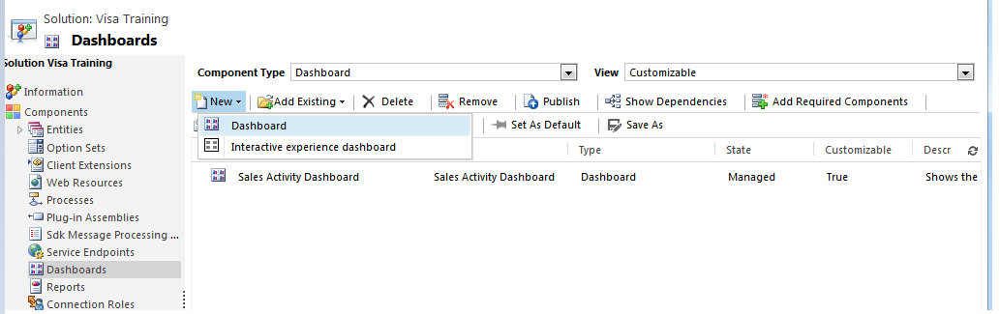 Solution: Visa Training
Dashboards
Solution Visa Training
Information
Components
Entities
Option Sets
Client Extensions
Web Resources
Processes
Plug-in Assemblies
Sdk Message Processing ...
Service Endpoints
Dashboards
Reports
Connection Roles
Component Type Dashboard View Customizable
New Add Existing Delete Remove Publish Show Dependencies Add Required Components
Dashboard Set As Default Save As
Interactive experience dashboard Type State Customizable Descr
Sales Activity Dashboard Sales Activity Dashboard Dashboard Managed True Shows the